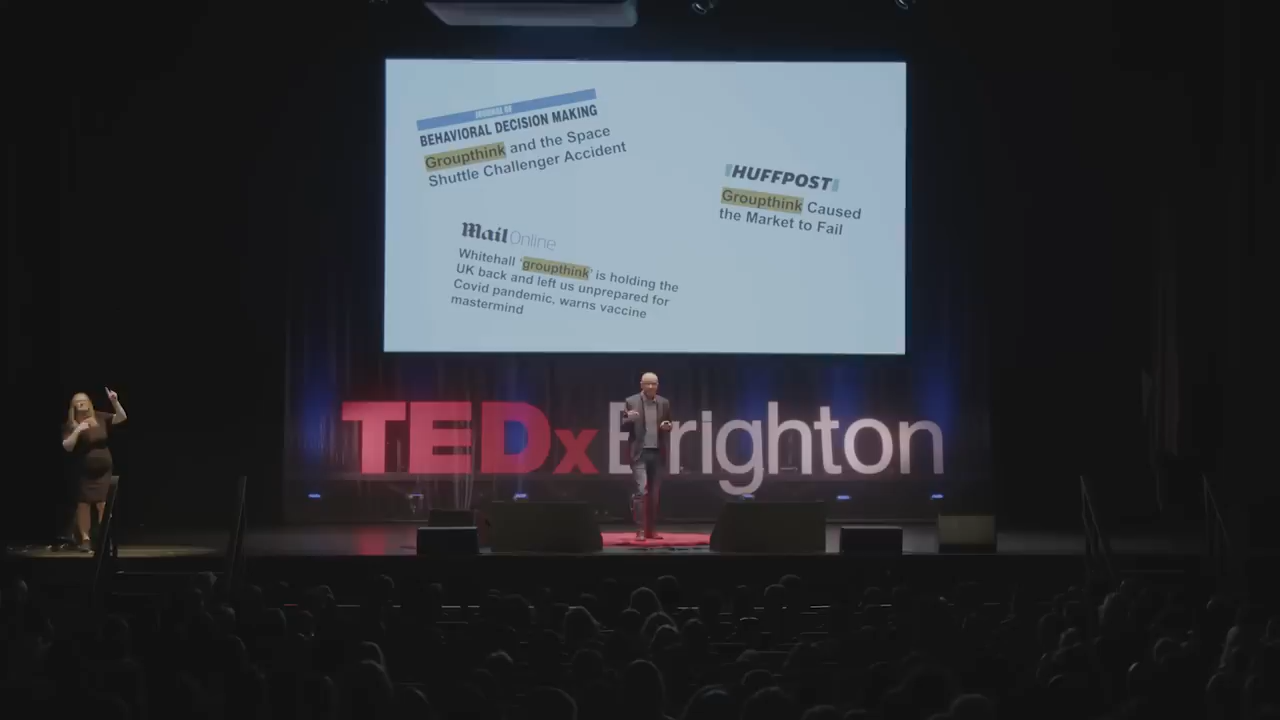 JOURNAL OF
BEHAVIORAL DECISION MAKING
Groupthink and the Space
Shuttle Challenger Accident
HUFFPOST
Groupthink Caused
the Market to Fail
Mail Online
Whitehall 'groupthink' is holding the
UK back and left us unprepared for
Covid pandemic, warns vaccine
mastermind
TEDxBrighton